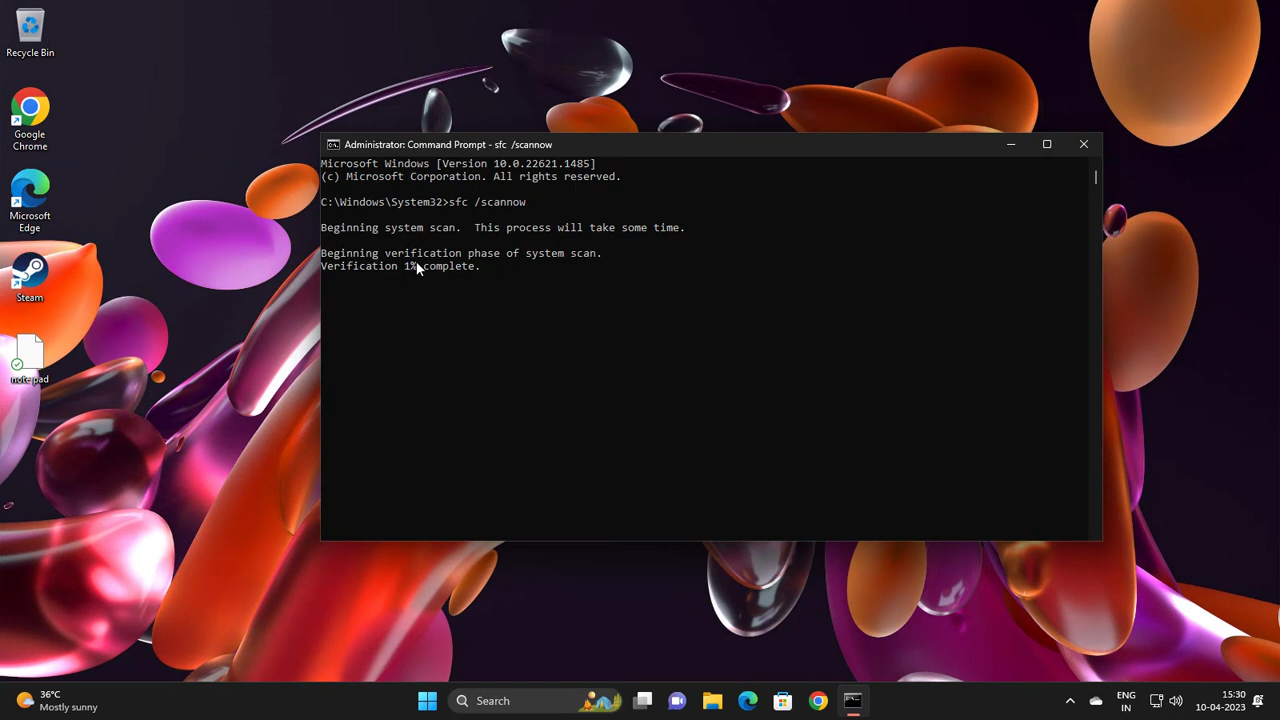 Recycle Bin
Google
Chrome
Microsoft
Edge
Steam
note pad
Administrator: Command Prompt - sfc /scannow
Microsoft Windows [Version 10.0.22621.1485]
(c) Microsoft Corporation. All rights reserved.
C:\Windows\System32>sfc /scannow
Beginning system scan.  This process will take some time.
Beginning verification phase of system scan.
Verification 1% complete.
36°C
Mostly sunny
Search
ENG
IN
15:30
10-04-2023